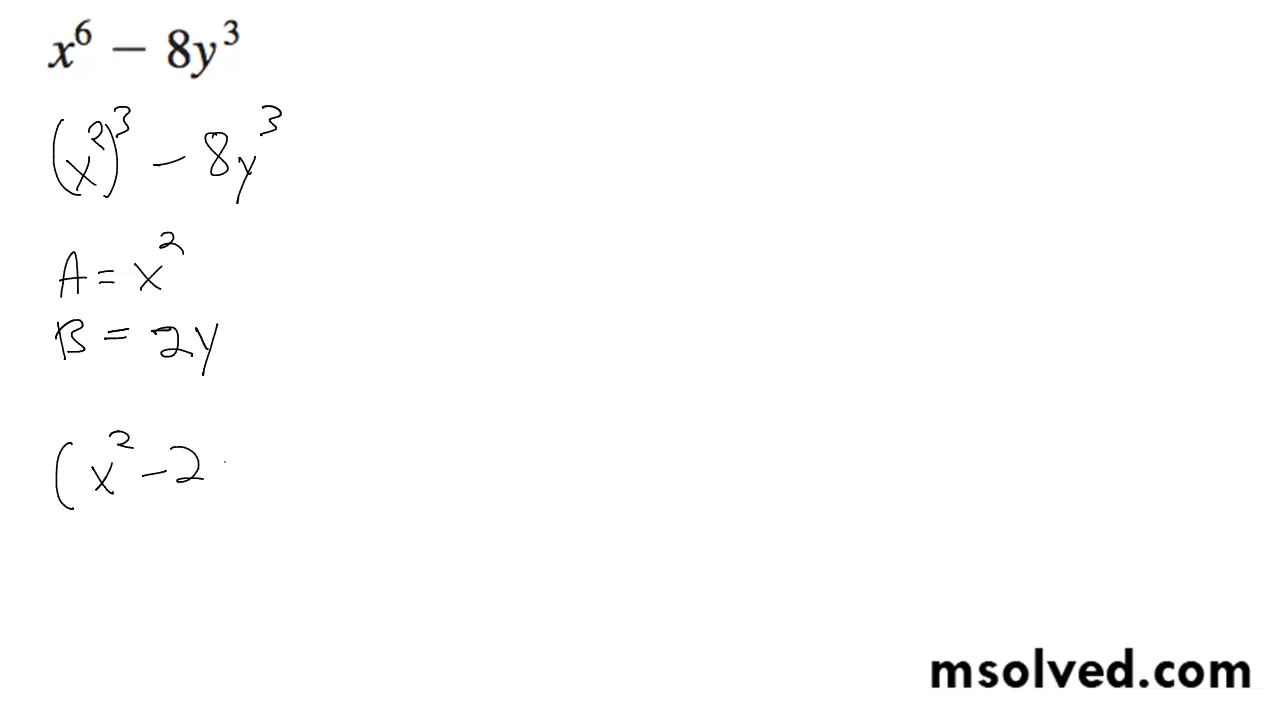 x⁶ − 8y³
(x²)³ − 8y³
A = x²
B = 2y
(x² − 2
msolved.com